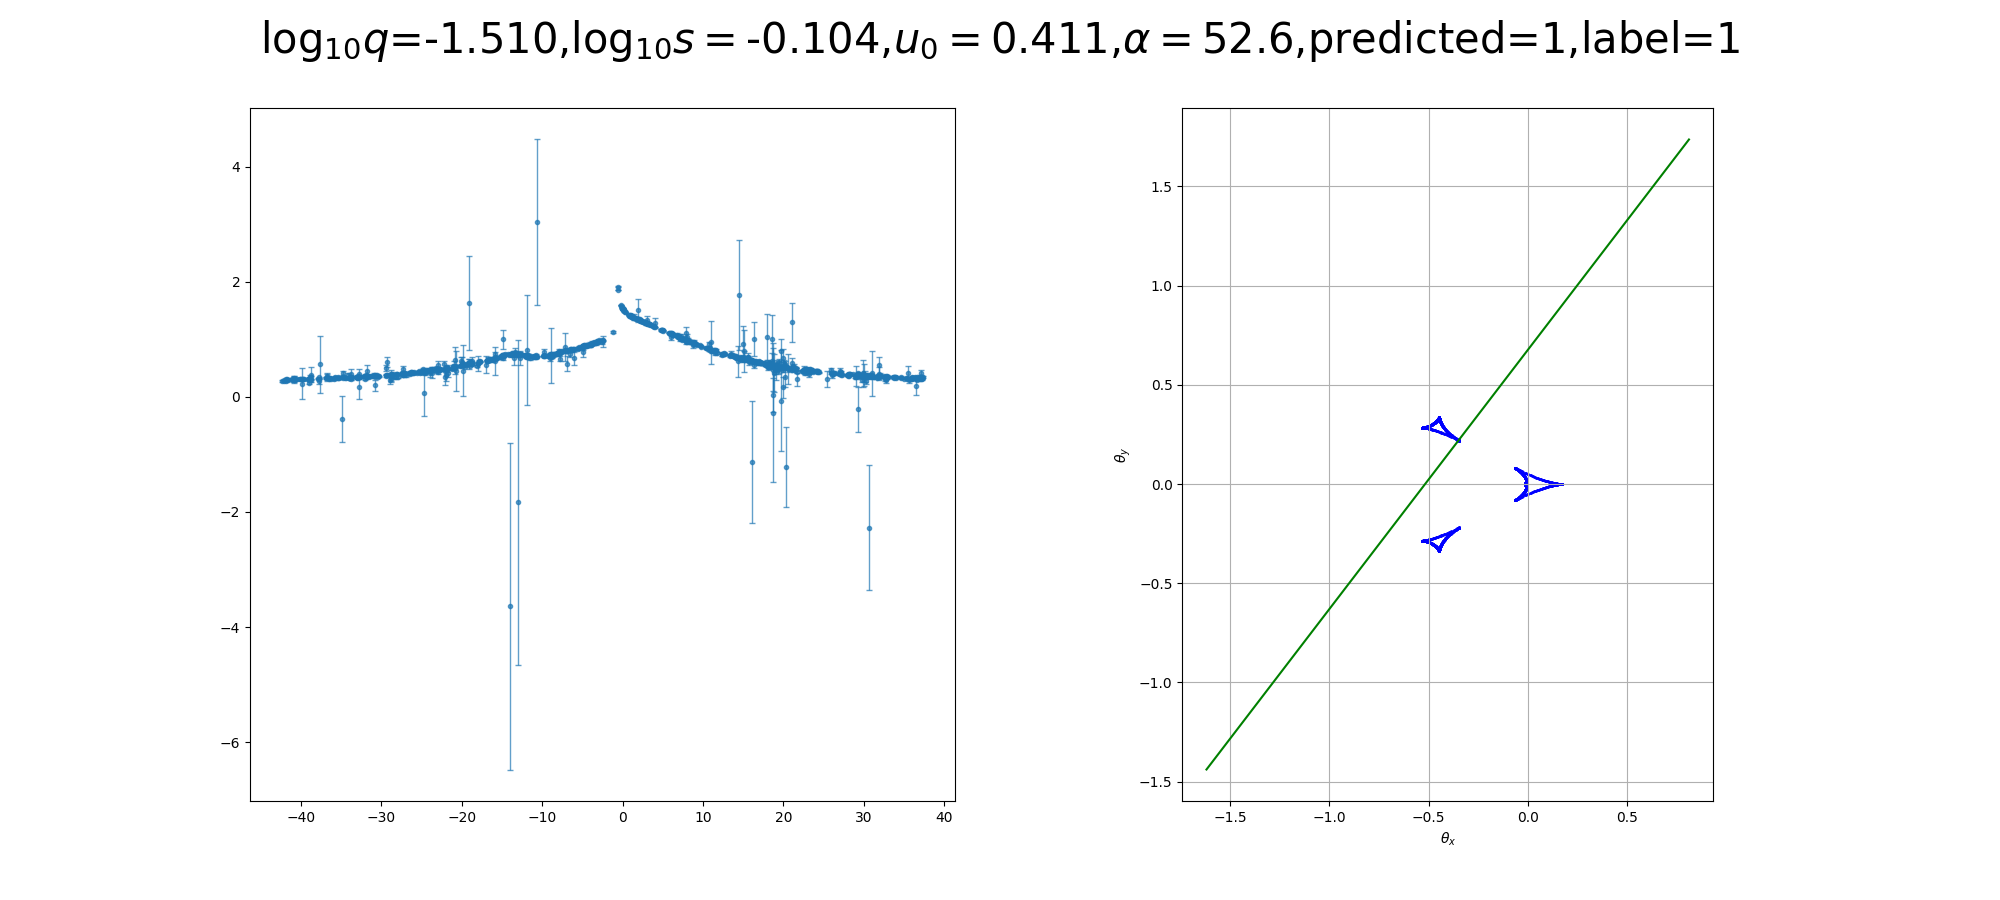 log₁₀q=-1.510,log₁₀s = -0.104,u₀ = 0.411,α = 52.6,predicted=1,label=1
4
2
0
−2
−4
−6
−40 −30 −20 −10 0 10 20 30 40
1.5
1.0
0.5
0.0
−0.5
−1.0
−1.5
θy
−1.5 −1.0 −0.5 0.0 0.5
θx